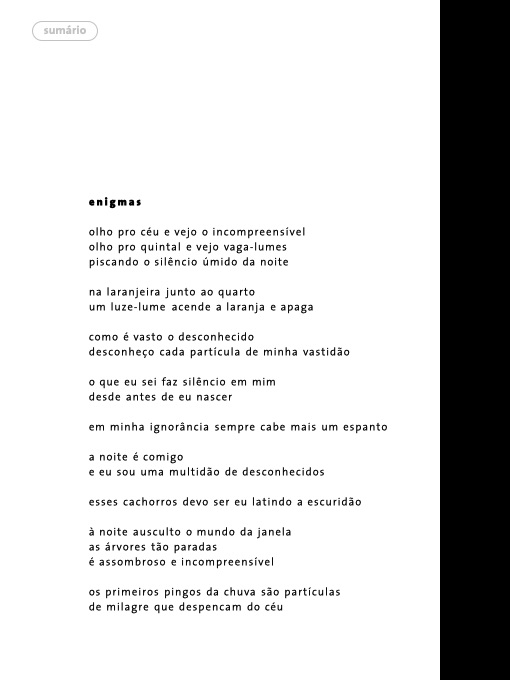 sumário
enigmas
olho pro céu e vejo o incompreensível
olho pro quintal e vejo vaga-lumes
piscando o silêncio úmido da noite
na laranjeira junto ao quarto
um luze-lume acende a laranja e apaga
como é vasto o desconhecido
desconheço cada partícula de minha vastidão
o que eu sei faz silêncio em mim
desde antes de eu nascer
em minha ignorância sempre cabe mais um espanto
a noite é comigo
e eu sou uma multidão de desconhecidos
esses cachorros devo ser eu latindo a escuridão
à noite ausculto o mundo da janela
as árvores tão paradas
é assombroso e incompreensível
os primeiros pingos da chuva são partículas
de milagre que despencam do céu